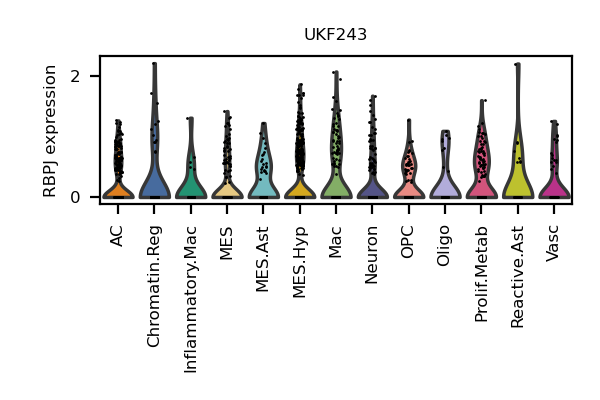 UKF243
RBPJ expression
2
0
AC
Chromatin.Reg
Inflammatory.Mac
MES
MES.Ast
MES.Hyp
Mac
Neuron
OPC
Oligo
Prolif.Metab
Reactive.Ast
Vasc